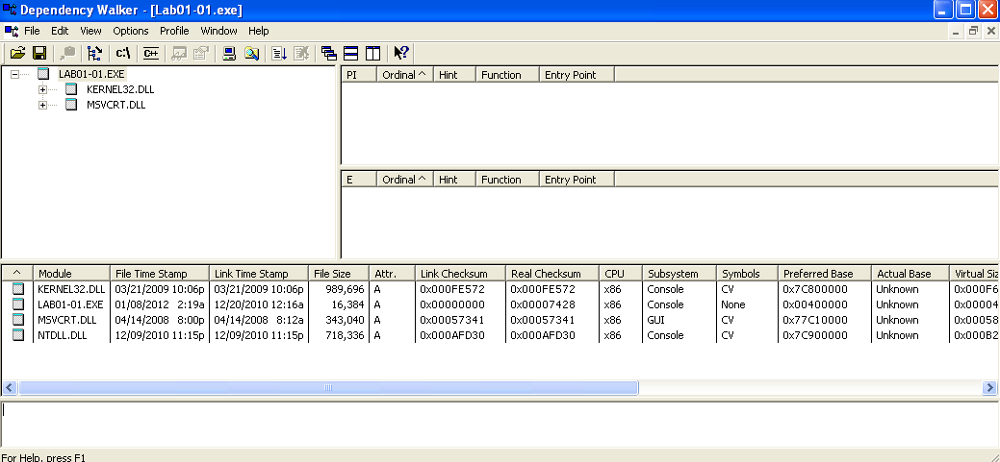 Dependency Walker - [Lab01-01.exe]
File Edit View Options Profile Window Help
c:\ C++
LAB01-01.EXE
KERNEL32.DLL
MSVCRT.DLL
PI Ordinal ^ Hint Function Entry Point
E Ordinal ^ Hint Function Entry Point
^ Module File Time Stamp Link Time Stamp File Size Attr. Link Checksum Real Checksum CPU Subsystem Symbols Preferred Base Actual Base Virtual Siz
KERNEL32.DLL 03/21/2009 10:06p 03/21/2009 10:06p 989,696 A 0x000FE572 0x000FE572 x86 Console CV 0x7C800000 Unknown 0x000F6
LAB01-01.EXE 01/08/2012 2:19a 12/20/2010 12:16a 16,384 A 0x00000000 0x00007428 x86 Console None 0x00400000 Unknown 0x00004
MSVCRT.DLL 04/14/2008 8:00p 04/14/2008 8:12a 343,040 A 0x00057341 0x00057341 x86 GUI CV 0x77C10000 Unknown 0x00058
NTDLL.DLL 12/09/2010 11:15p 12/09/2010 11:15p 718,336 A 0x000AFD30 0x000AFD30 x86 Console CV 0x7C900000 Unknown 0x000B2
For Help, press F1